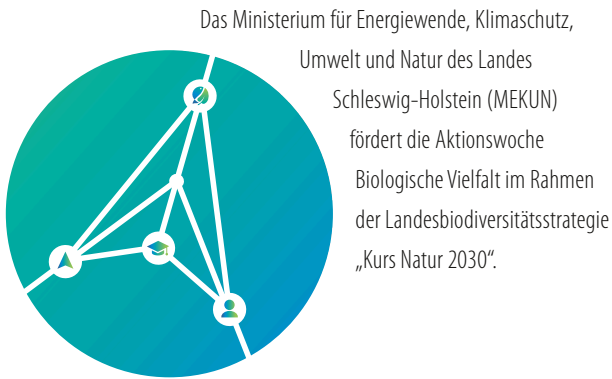 Das Ministerium für Energiewende, Klimaschutz,
Umwelt und Natur des Landes
Schleswig-Holstein (MEKUN)
fördert die Aktionswoche
Biologische Vielfalt im Rahmen
der Landesbiodiversitätsstrategie
„Kurs Natur 2030“.